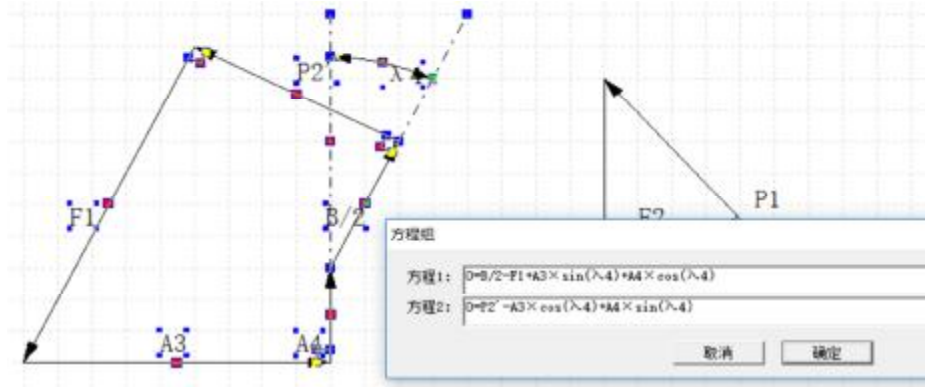 P2
λ4
F1
B/2
A3
A4
P1
F2
方程组
方程1: 0=B/2-F1+A3×sin(λ4)+A4×cos(λ4)
方程2: 0=P2'-A3×cos(λ4)+A4×sin(λ4)
取消
确定